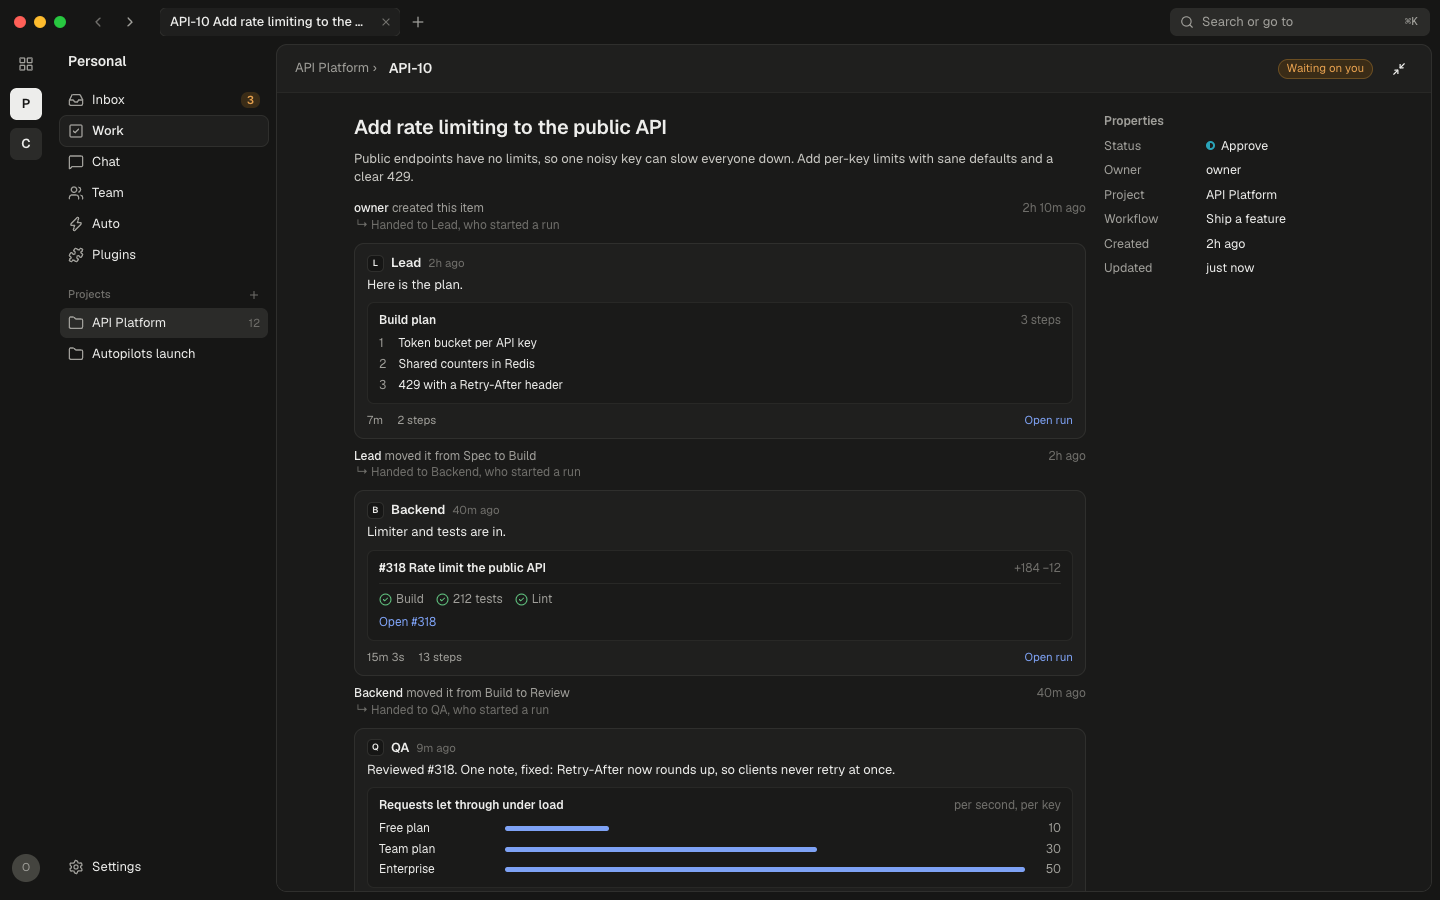 API-10 Add rate limiting to the ...
Search or go to
⌘K
P
C
O
Personal
Inbox
3
Work
Chat
Team
Auto
Plugins
Projects
API Platform
12
Autopilots launch
Settings
API Platform › API-10
Waiting on you
Add rate limiting to the public API
Public endpoints have no limits, so one noisy key can slow everyone down. Add per-key limits with sane defaults and a
clear 429.
owner created this item
2h 10m ago
Handed to Lead, who started a run
L Lead 2h ago
Here is the plan.
Build plan
3 steps
1 Token bucket per API key
2 Shared counters in Redis
3 429 with a Retry-After header
7m 2 steps
Open run
Lead moved it from Spec to Build
2h ago
Handed to Backend, who started a run
B Backend 40m ago
Limiter and tests are in.
#318 Rate limit the public API
+184 −12
Build 212 tests Lint
Open #318
15m 3s 13 steps
Open run
Backend moved it from Build to Review
40m ago
Handed to QA, who started a run
Q QA 9m ago
Reviewed #318. One note, fixed: Retry-After now rounds up, so clients never retry at once.
Requests let through under load
per second, per key
Free plan 10
Team plan 30
Enterprise 50
Properties
Status Approve
Owner owner
Project API Platform
Workflow Ship a feature
Created 2h ago
Updated just now